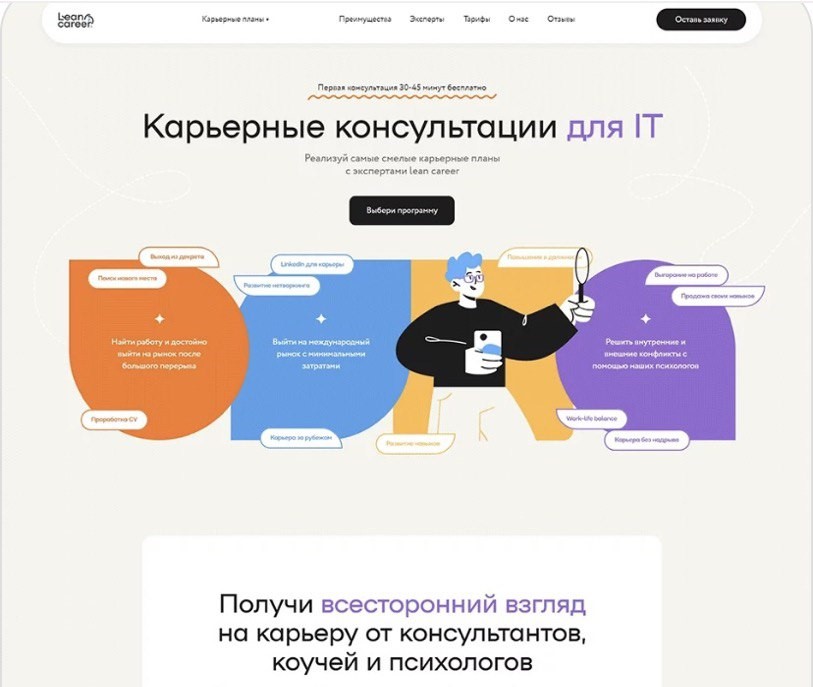 Lean
career.
Карьерные планы
Преимущества
Эксперты
Тарифы
О нас
Отзывы
Оставь заявку
Первая консультация 30-45 минут бесплатно
Карьерные консультации для IT
Реализуй самые смелые карьерные планы
с экспертами lean career
Выбери программу
Выход из декрета
Поиск нового места
Найти работу и достойно
выйти на рынок после
большого перерыва
Проработка CV
LinkedIn для карьеры
Развитие нетворкинга
Выйти на международный
рынок с минимальными
затратами
Карьера за рубежом
Повышение в
Развитие навыков
Выгорание на работе
Продажа своих навыков
Решить внутренние и
внешние конфликты с
помощью наших психологов
Work-life balance
Карьера без надрыва
Получи всесторонний взгляд
на карьеру от консультантов,
коучей и психологов